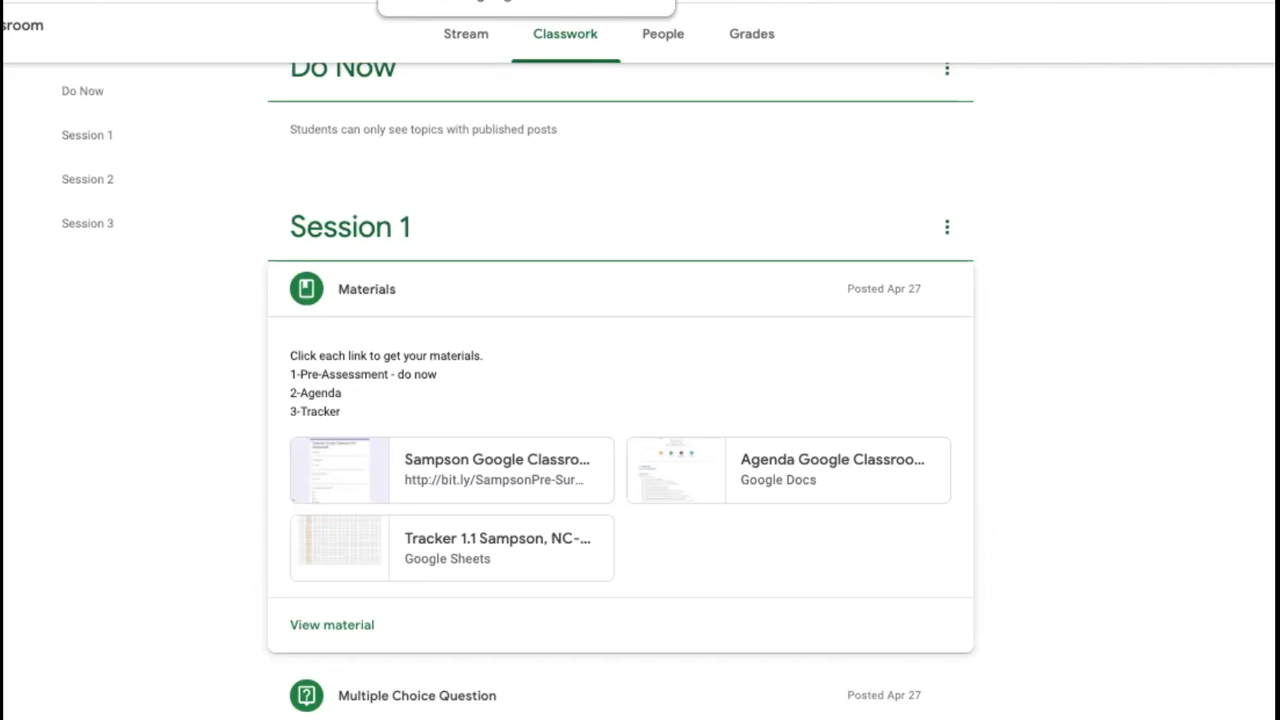 sroom
Stream
Classwork
People
Grades
Do Now
Session 1
Session 2
Session 3
Do Now
Students can only see topics with published posts
Session 1
Materials
Posted Apr 27
Click each link to get your materials.
1-Pre-Assessment - do now
2-Agenda
3-Tracker
Sampson Google Classro...
http://bit.ly/SampsonPre-Sur...
Agenda Google Classroo...
Google Docs
Tracker 1.1 Sampson, NC-...
Google Sheets
View material
Multiple Choice Question
Posted Apr 27